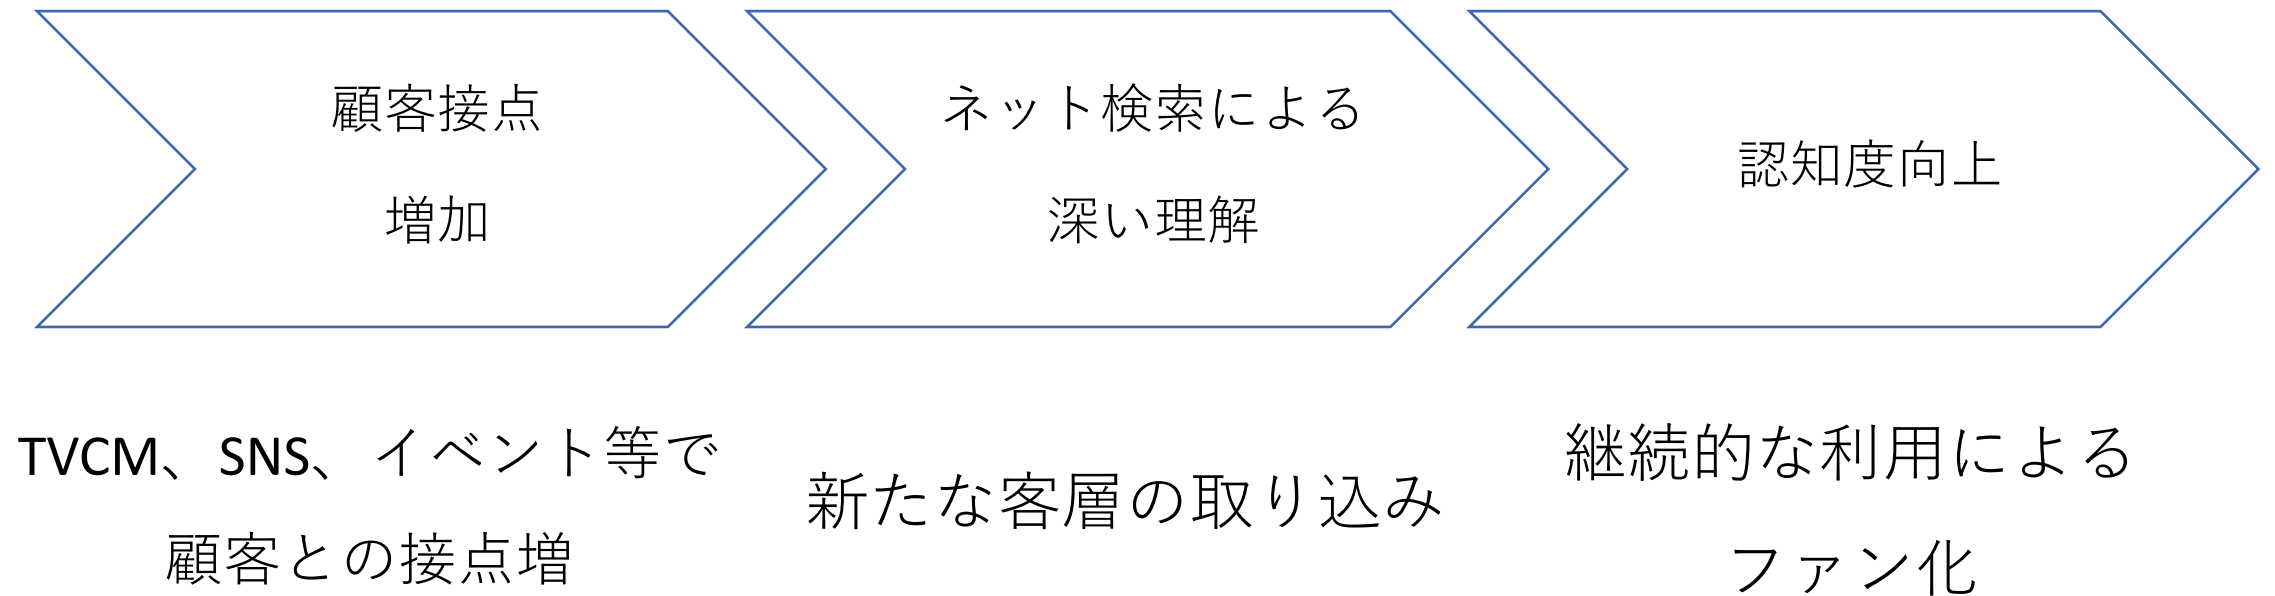 顧客接点
増加
ネット検索による
深い理解
認知度向上
TVCM、SNS、イベント等で
顧客との接点増
新たな客層の取り込み
継続的な利用による
ファン化